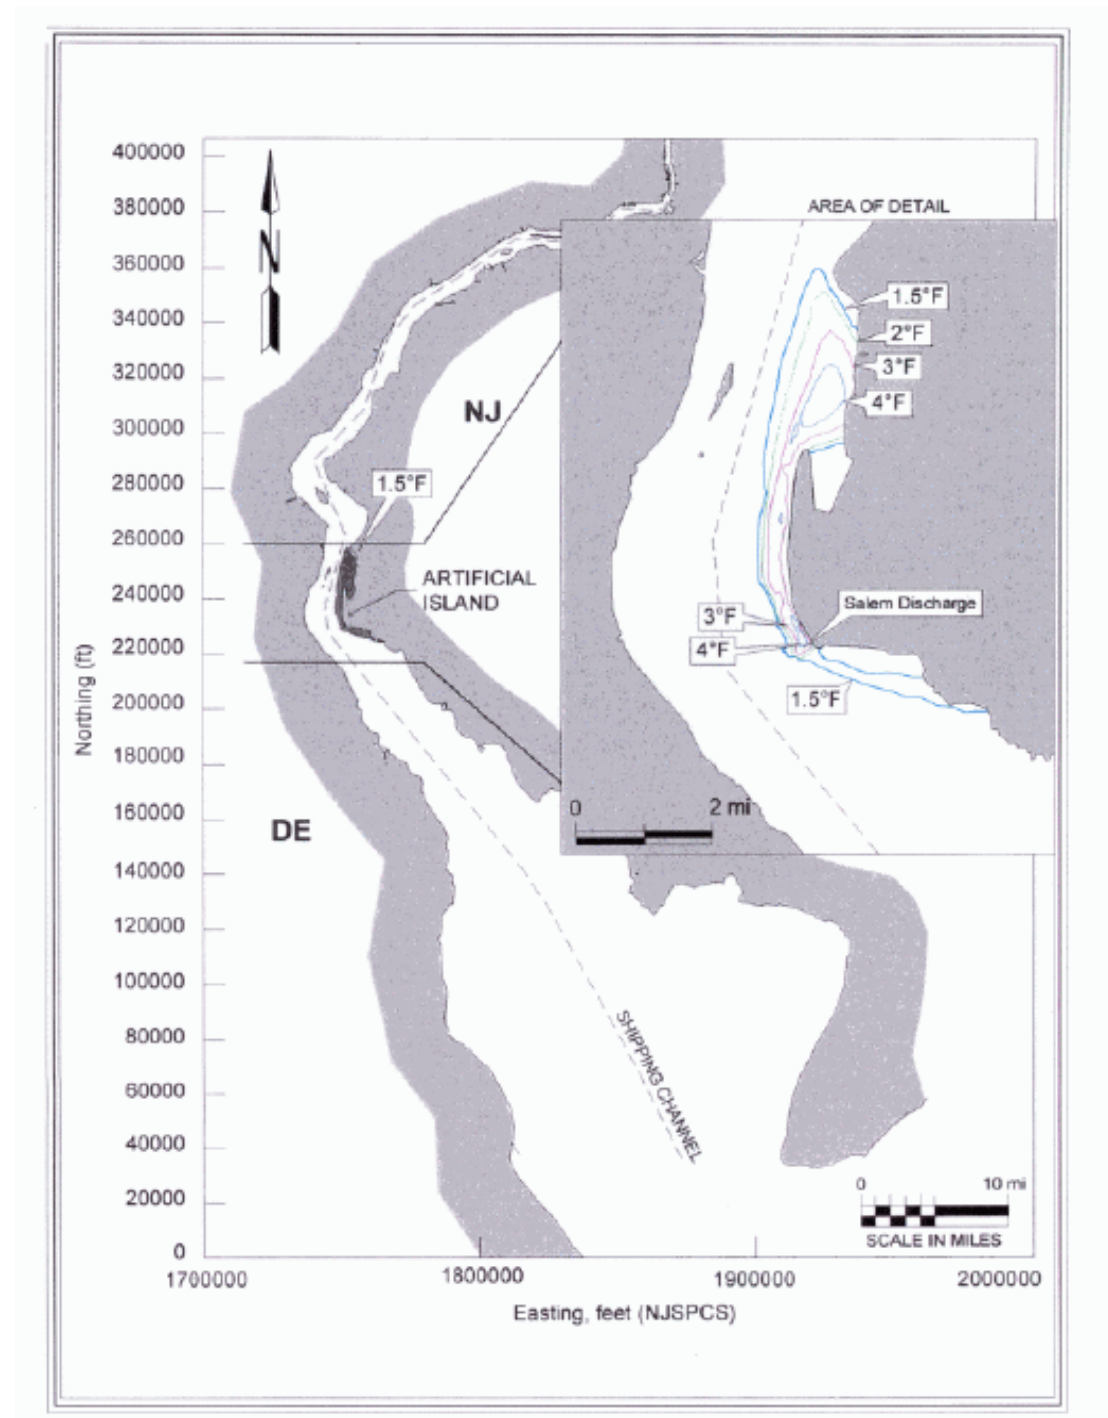 400000
380000
360000
340000
320000
300000
280000
260000
240000
220000
200000
180000
160000
140000
120000
100000
80000
60000
40000
20000
0
Northing (ft)
1700000
1800000
1900000
2000000
Easting, feet (NJSPCS)
N
NJ
DE
1.5°F
ARTIFICIAL
ISLAND
SHIPPING CHANNEL
AREA OF DETAIL
1.5°F
2°F
3°F
4°F
Salem Discharge
3°F
4°F
1.5°F
0 2 mi
0 10 mi
SCALE IN MILES